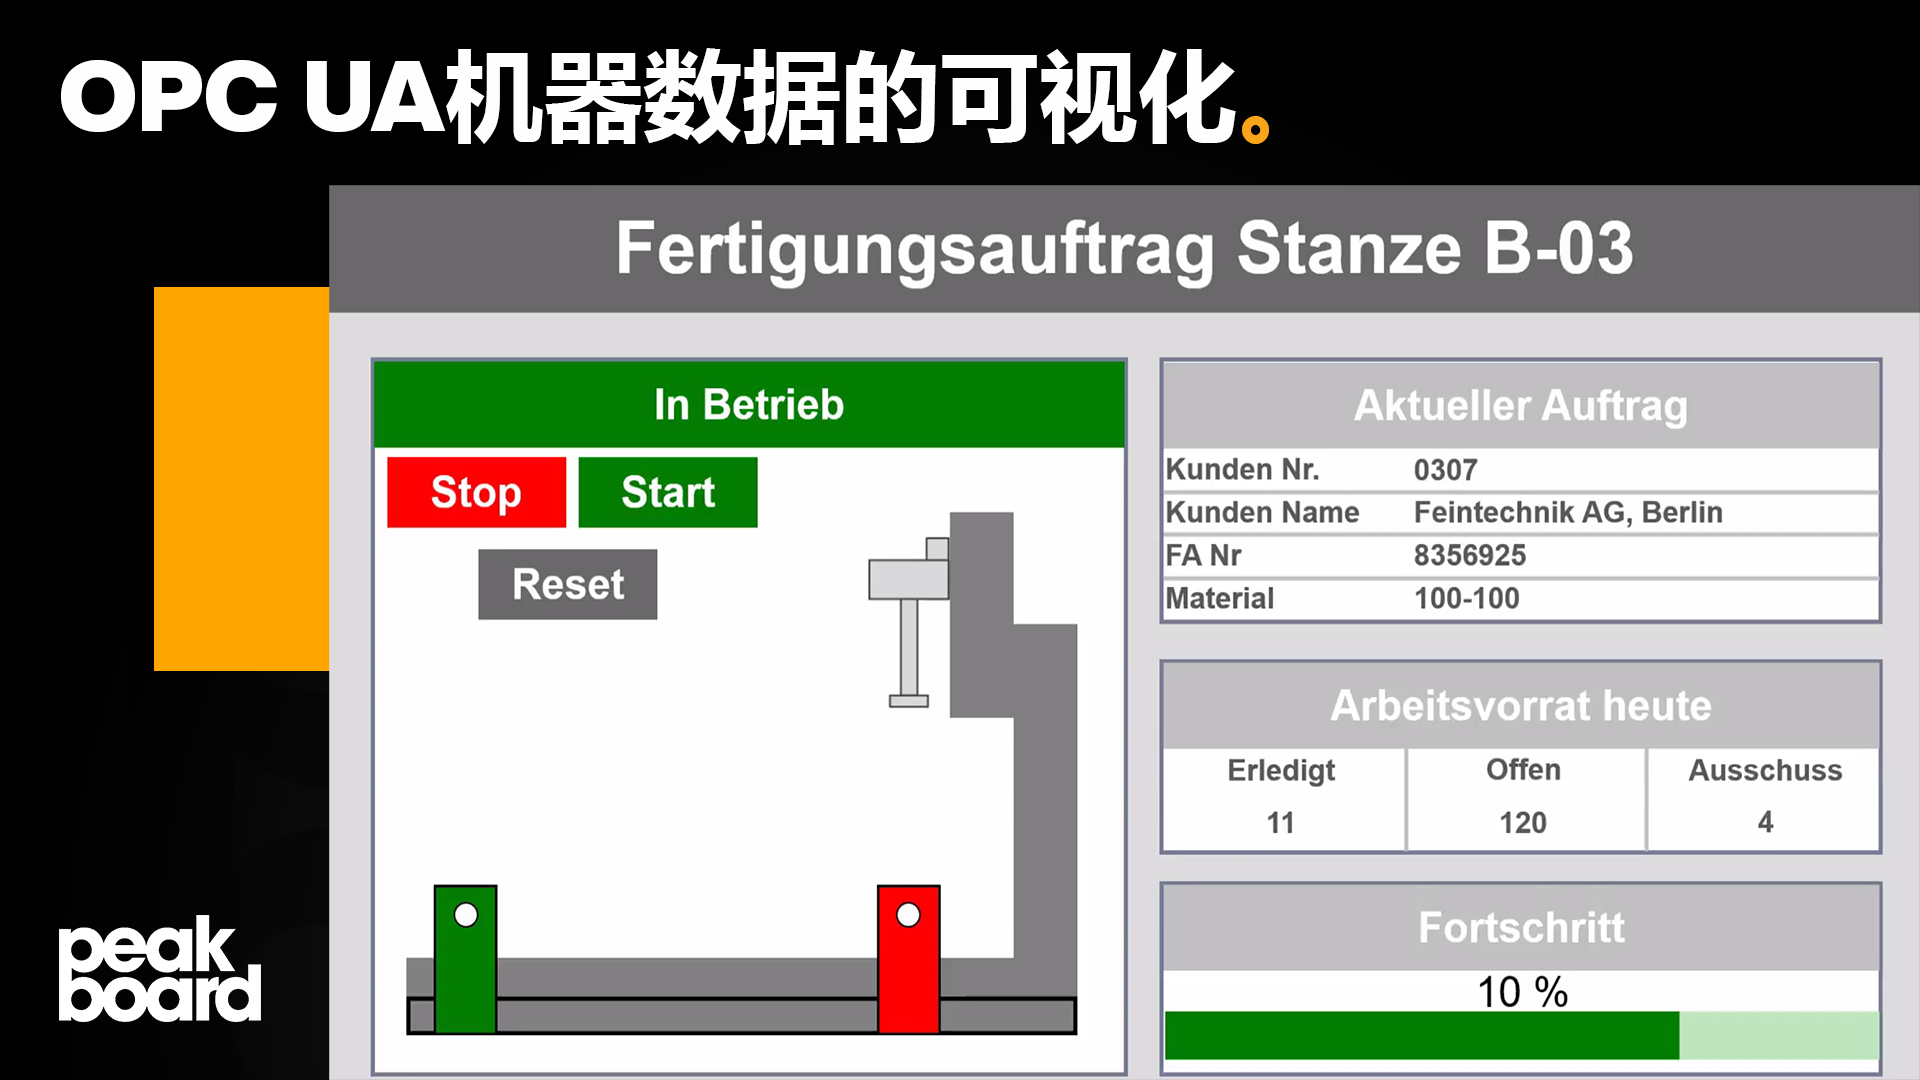 OPC UA机器数据的可视化。
Fertigungsauftrag Stanze B-03
In Betrieb
Stop Start
Reset
Aktueller Auftrag
Kunden Nr. 0307
Kunden Name Feintechnik AG, Berlin
FA Nr 8356925
Material 100-100
Arbeitsvorrat heute
Erledigt Offen Ausschuss
11 120 4
Fortschritt
10 %
peak
board